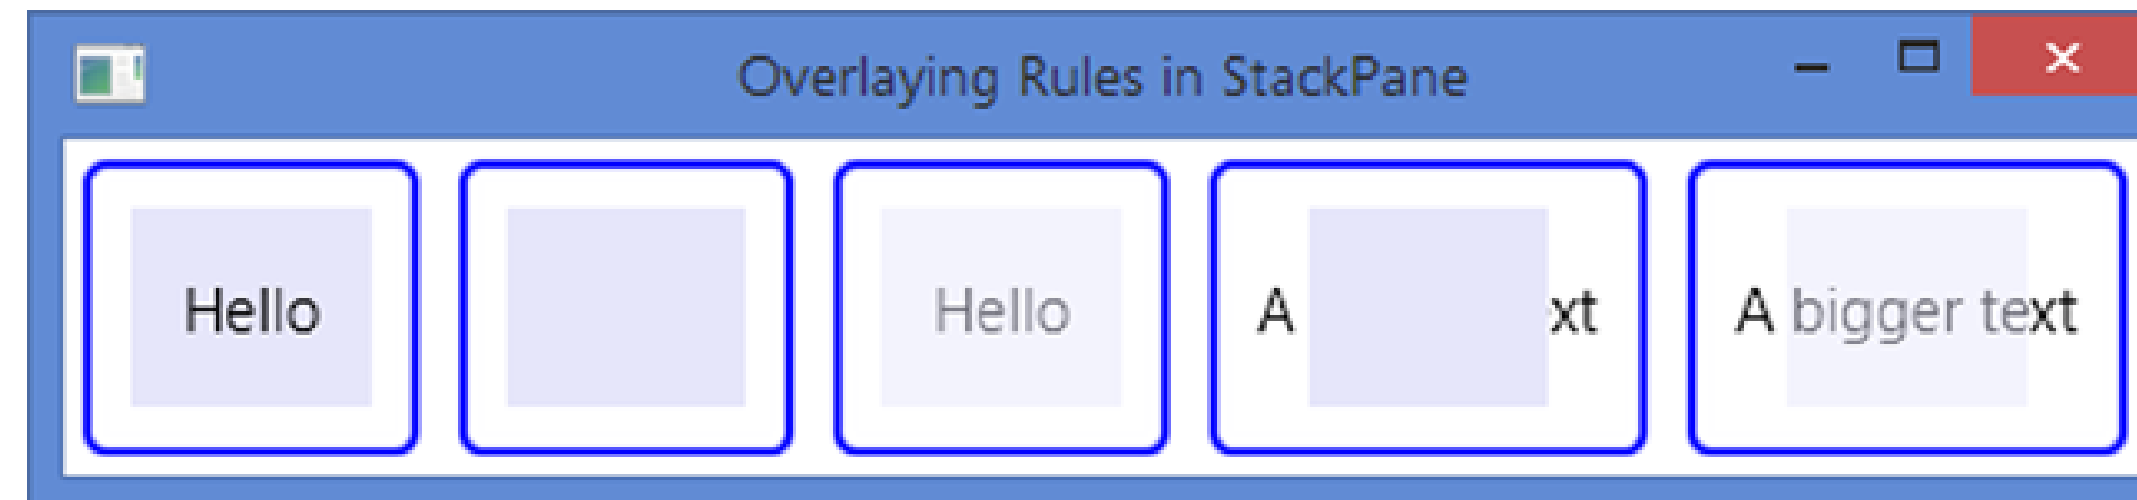 Overlaying Rules in StackPane
Hello
Hello
A xt
A bigger text